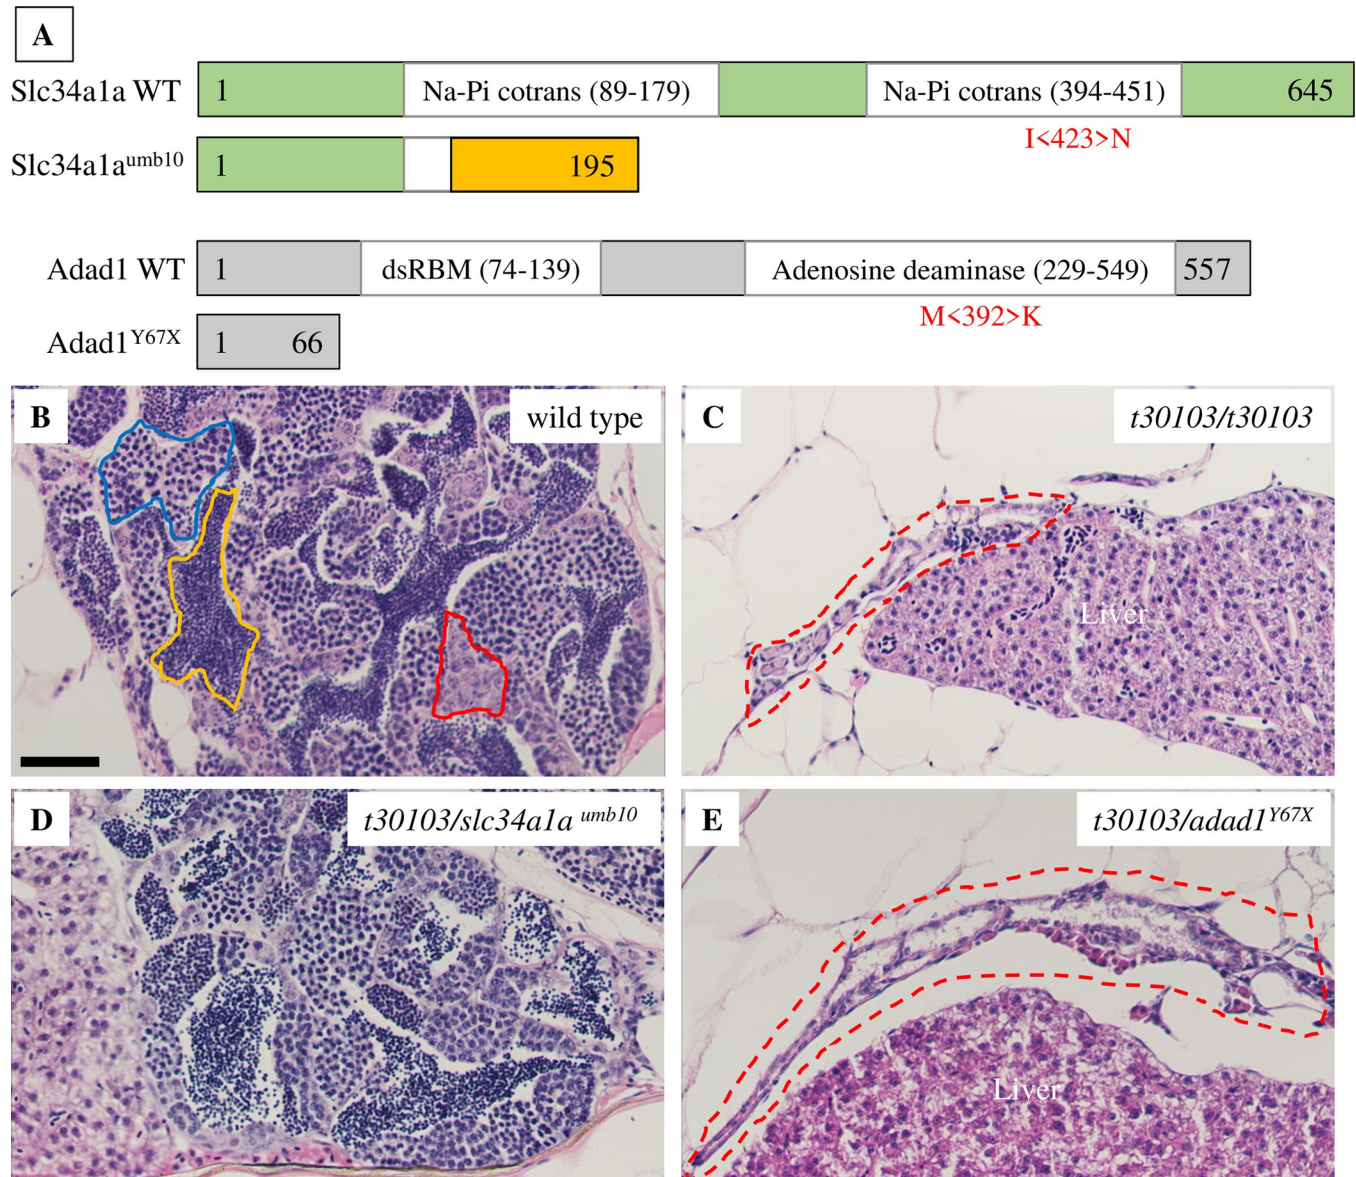 A
Slc34a1a WT 1 Na-Pi cotrans (89-179) Na-Pi cotrans (394-451) 645
I<423>N
Slc34a1a^umb10 1 195
Adad1 WT 1 dsRBM (74-139) Adenosine deaminase (229-549) 557
M<392>K
Adad1^Y67X 1 66
B wild type
C t30103/t30103
Liver
D t30103/slc34a1a ^umb10
E t30103/adad1^Y67X
Liver